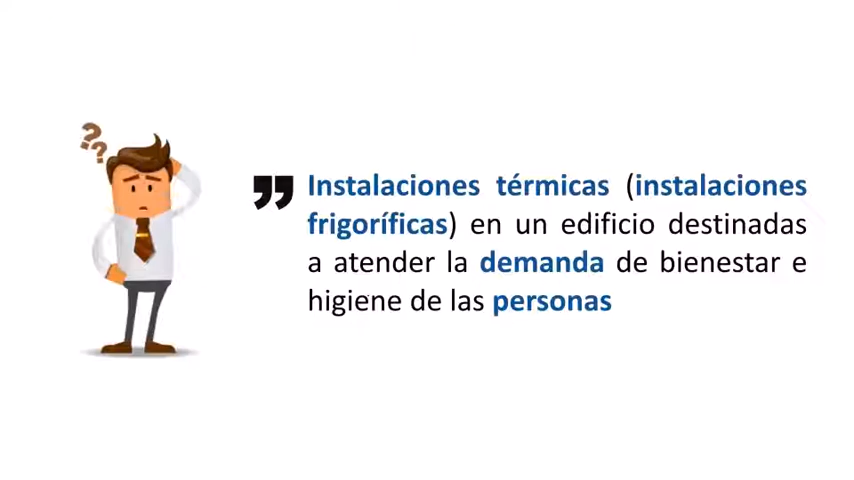 ??
" Instalaciones térmicas (instalaciones
frigoríficas) en un edificio destinadas
a atender la demanda de bienestar e
higiene de las personas